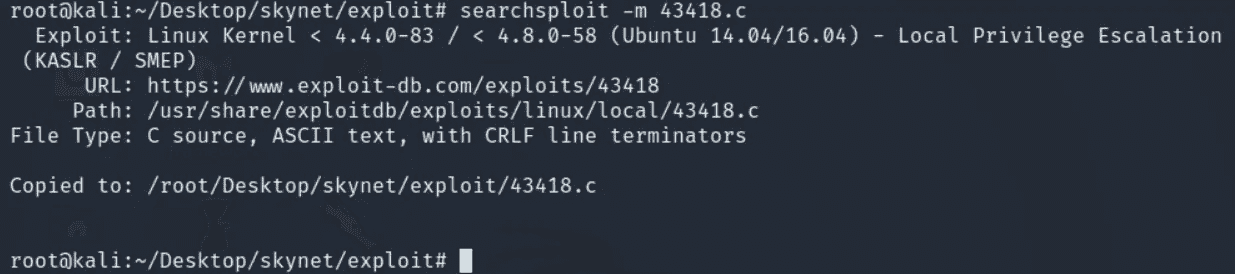 root@kali:~/Desktop/skynet/exploit# searchsploit -m 43418.c
  Exploit: Linux Kernel < 4.4.0-83 / < 4.8.0-58 (Ubuntu 14.04/16.04) - Local Privilege Escalation
 (KASLR / SMEP)
      URL: https://www.exploit-db.com/exploits/43418
     Path: /usr/share/exploitdb/exploits/linux/local/43418.c
File Type: C source, ASCII text, with CRLF line terminators

Copied to: /root/Desktop/skynet/exploit/43418.c

root@kali:~/Desktop/skynet/exploit#